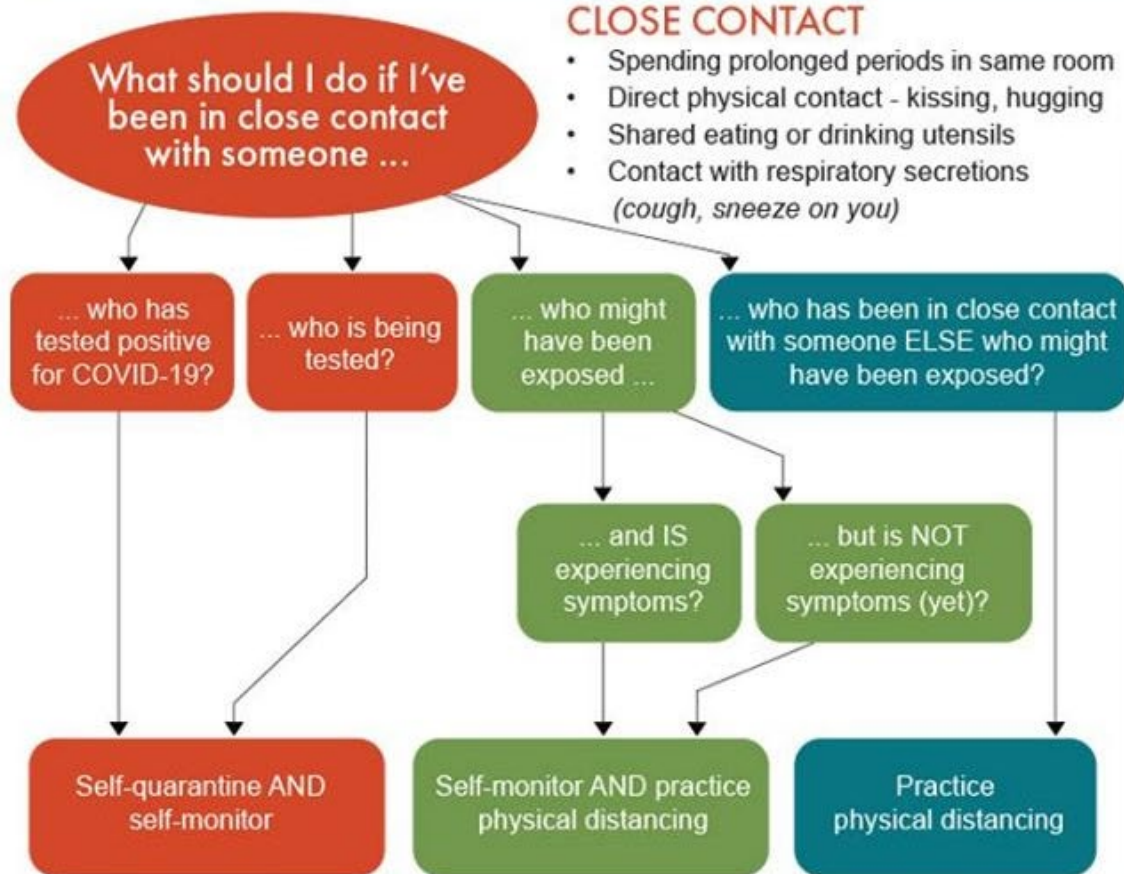 What should I do if I've
been in close contact
with someone ...
CLOSE CONTACT
• Spending prolonged periods in same room
• Direct physical contact - kissing, hugging
• Shared eating or drinking utensils
• Contact with respiratory secretions
(cough, sneeze on you)
... who has
tested positive
for COVID-19?
... who is being
tested?
... who might
have been
exposed ...
... who has been in close contact
with someone ELSE who might
have been exposed?
... and IS
experiencing
symptoms?
... but is NOT
experiencing
symptoms (yet)?
Self-quarantine AND
self-monitor
Self-monitor AND practice
physical distancing
Practice
physical distancing